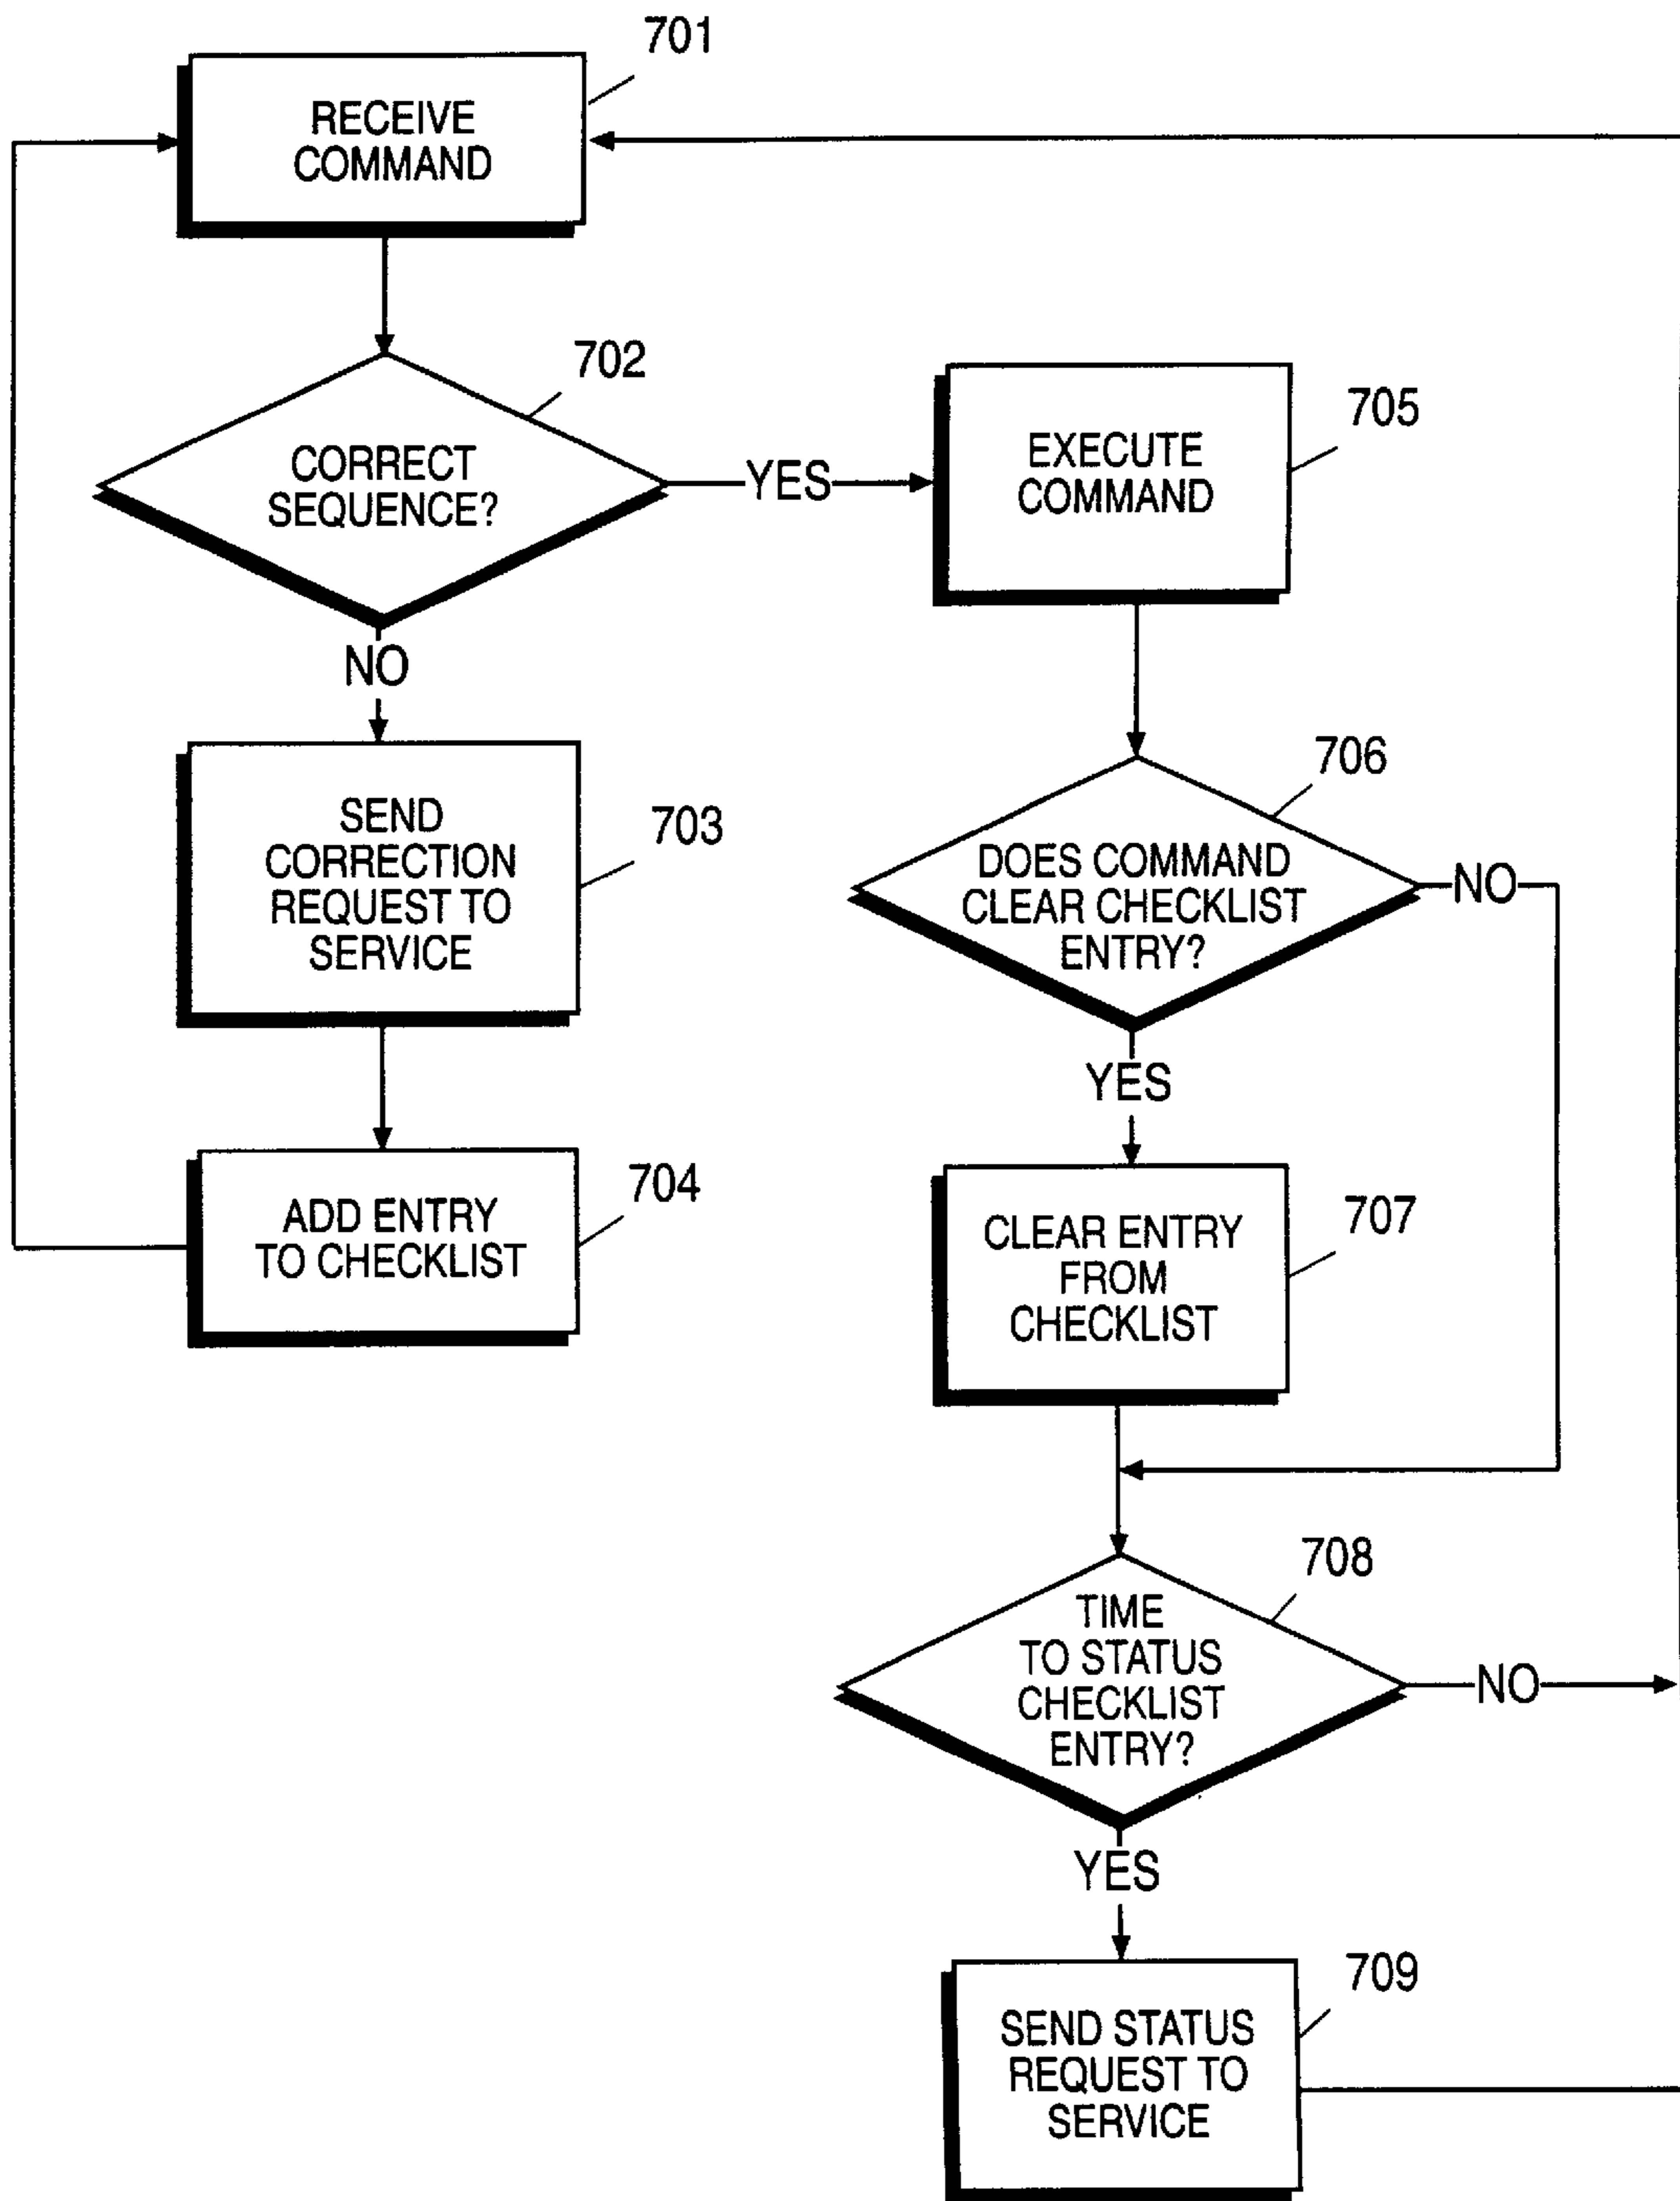 701
RECEIVE
COMMAND
702
CORRECT
SEQUENCE?
YES
705
EXECUTE
COMMAND
NO
703
SEND
CORRECTION
REQUEST TO
SERVICE
704
ADD ENTRY
TO CHECKLIST
706
DOES COMMAND
CLEAR CHECKLIST
ENTRY?
NO
YES
707
CLEAR ENTRY
FROM
CHECKLIST
708
TIME
TO STATUS
CHECKLIST
ENTRY?
NO
YES
709
SEND STATUS
REQUEST TO
SERVICE